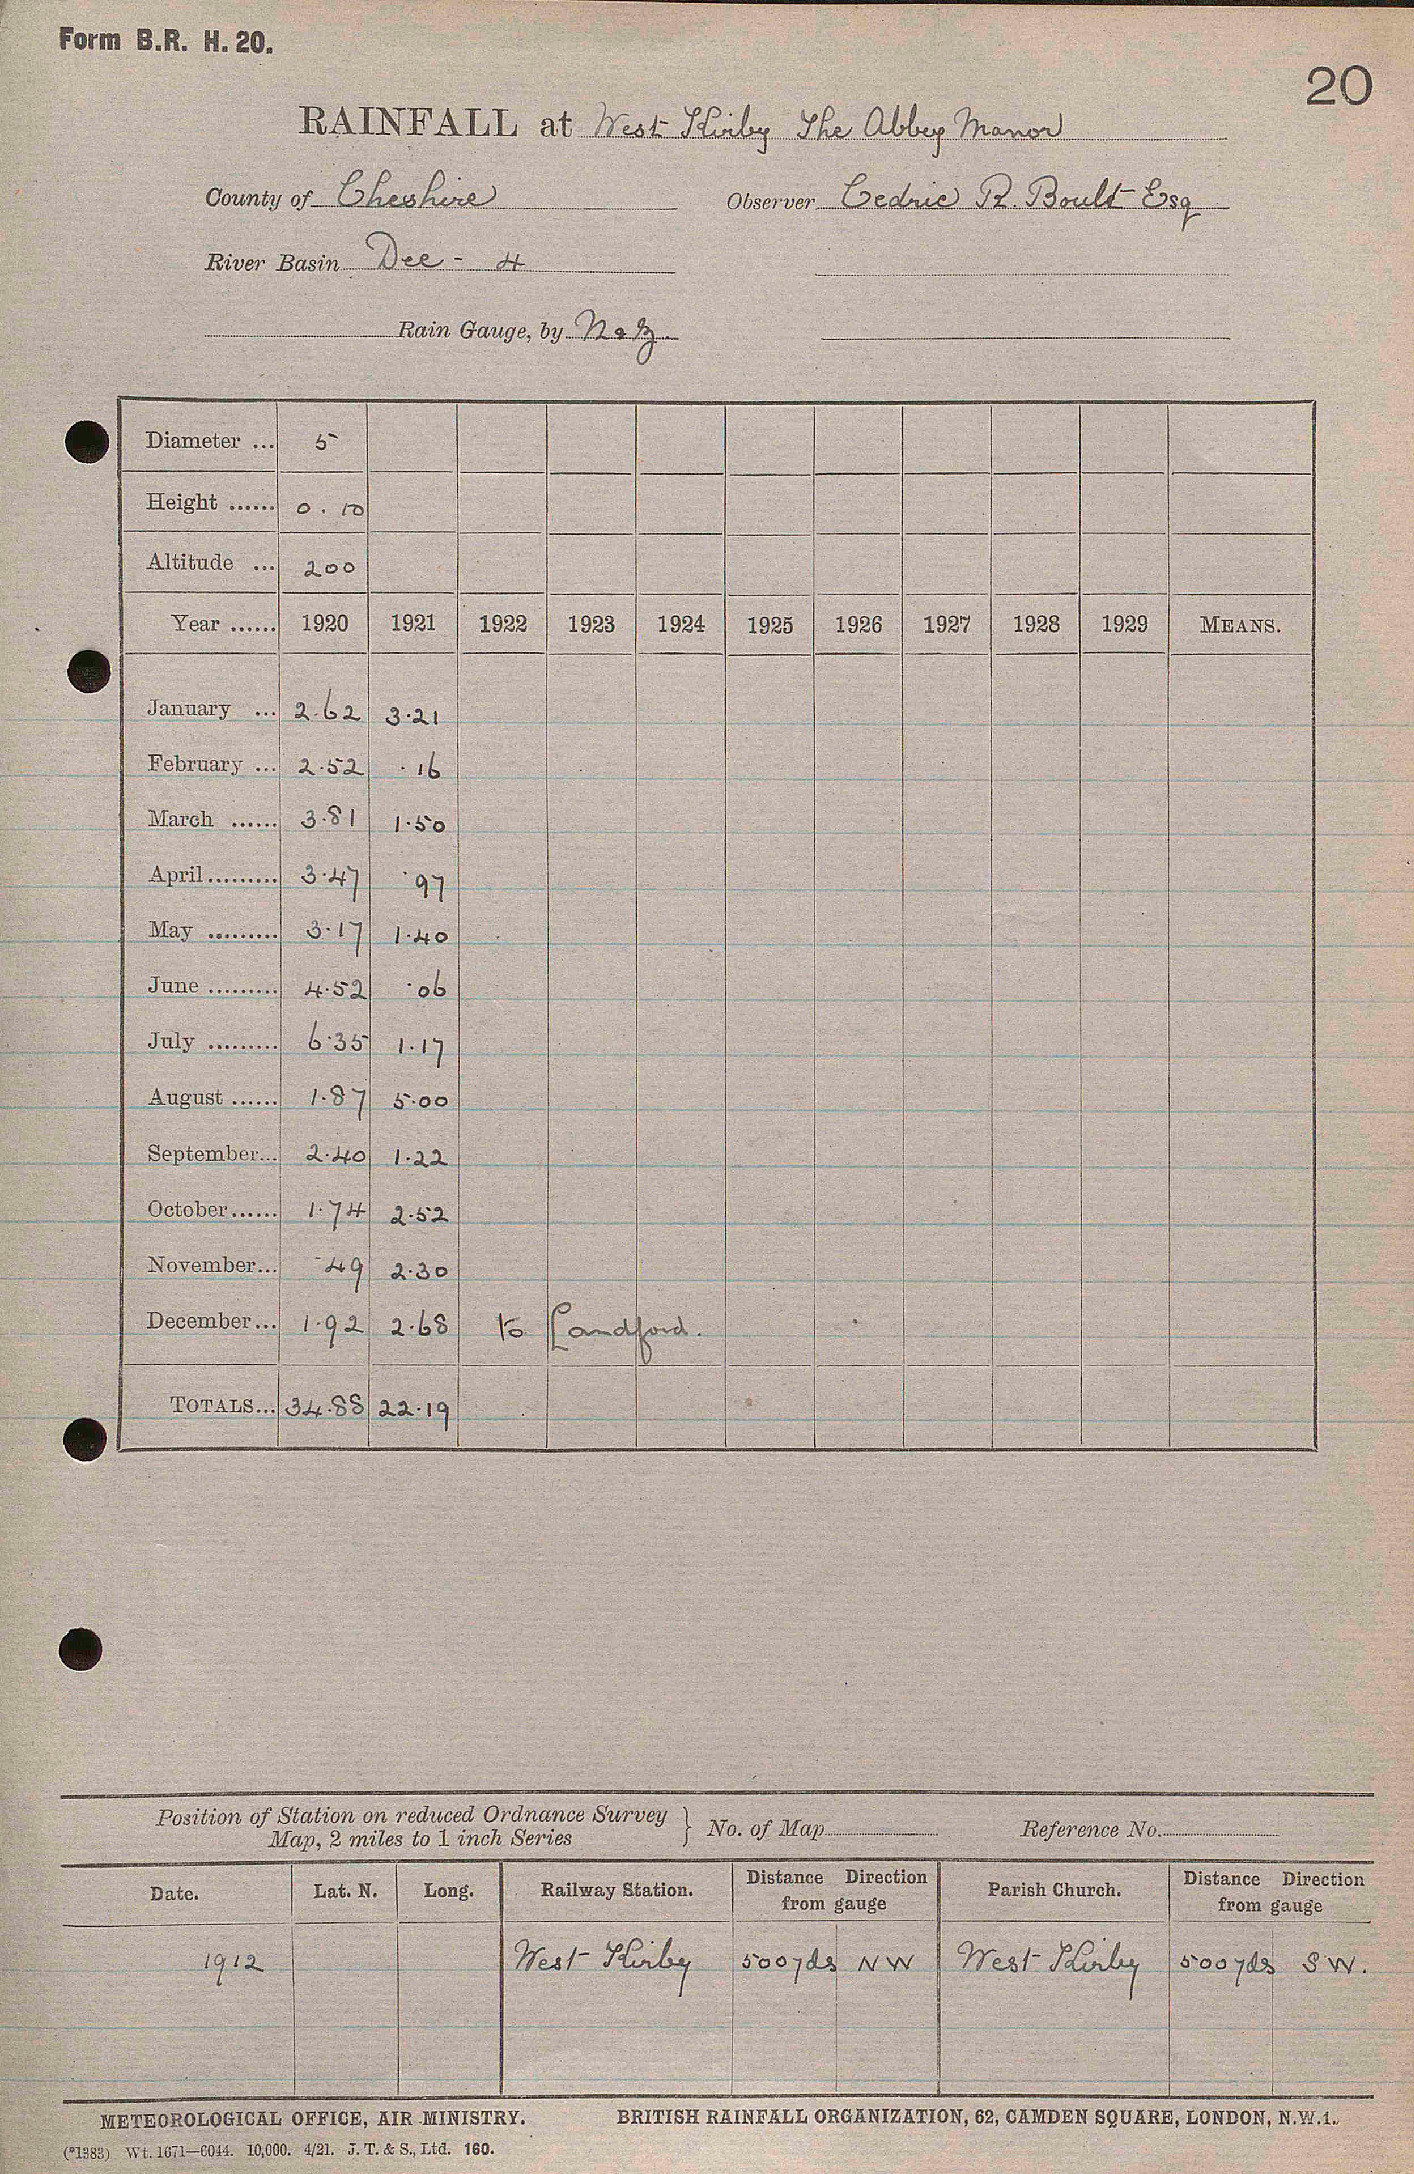 Form B.R. H. 20.
20
RAINFALL at West Kirby The Abbey Manor
County of Cheshire Observer Cedric R. Boult Esq
River Basin Dee - 4
Rain Gauge, by N & Z.
Diameter ... 5
Height ...... 0. 10
Altitude ... 200
Year ...... 1920 1921 1922 1923 1924 1925 1926 1927 1928 1929 MEANS.
January ... 2.62 3.21
February ... 2.52 .16
March ...... 3.81 1.50
April ......... 3.47 .97
May ......... 3.17 1.40
June ......... 4.52 .06
July ......... 6.35 1.17
August ...... 1.87 5.00
September... 2.40 1.22
October...... 1.74 2.52
November... .49 2.30
December... 1.92 2.68 to Landford.
TOTALS... 34.88 22.19
Position of Station on reduced Ordnance Survey Map, 2 miles to 1 inch Series } No. of Map Reference No.
Date. Lat. N. Long. Railway Station. Distance Direction from gauge Parish Church. Distance Direction from gauge
1912 West Kirby 500 yds NW West Kirby 500 yds SW.
METEOROLOGICAL OFFICE, AIR MINISTRY. BRITISH RAINFALL ORGANIZATION, 62, CAMDEN SQUARE, LONDON, N.W.1.
(*1383) Wt. 1671—6044. 10,000. 4/21. J. T. & S., Ltd. 160.